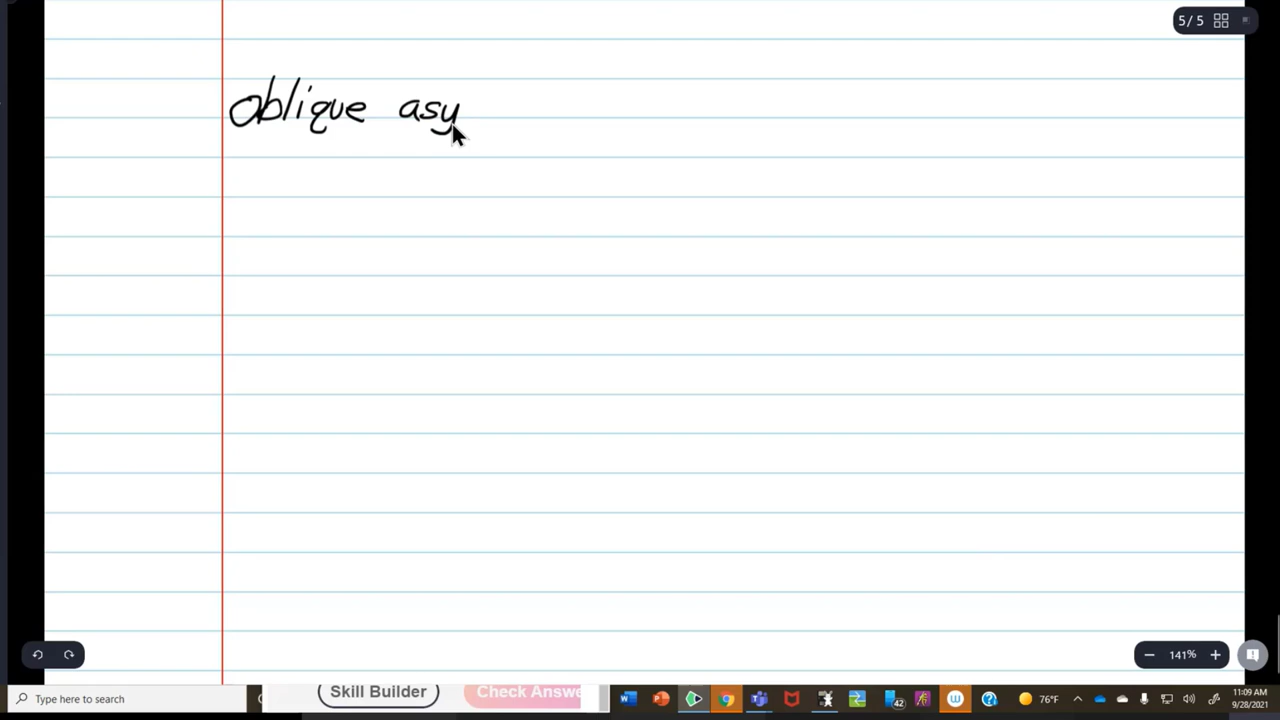 5/5
oblique asy
141%
Skill Builder
Check Answe
Type here to search
42
76°F
11:09 AM
9/28/2021